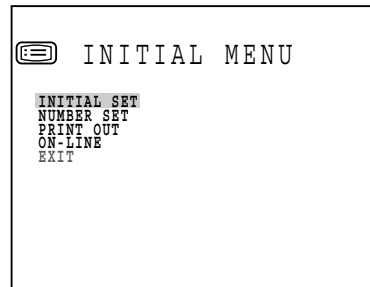 INITIAL MENU
INITIAL SET
NUMBER SET
PRINT OUT
ON-LINE
EXIT